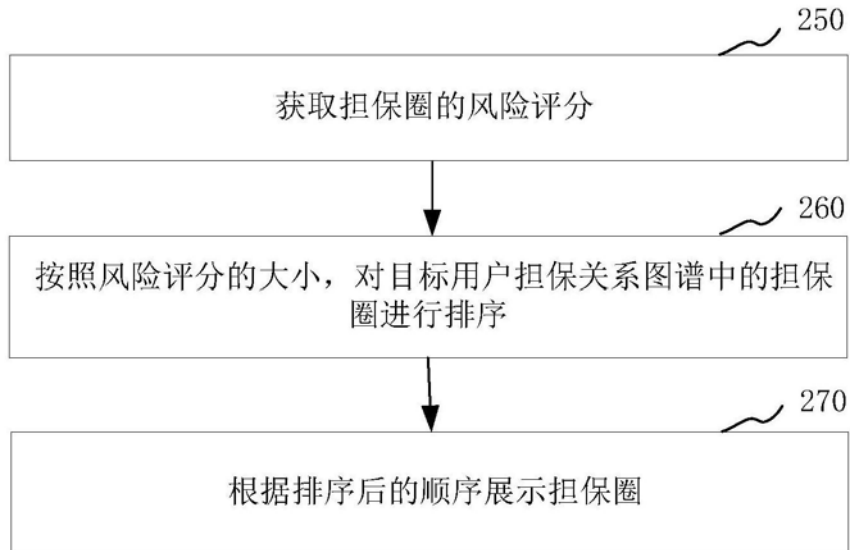 250
获取担保圈的风险评分
260
按照风险评分的大小，对目标用户担保关系图谱中的担保
圈进行排序
270
根据排序后的顺序展示担保圈